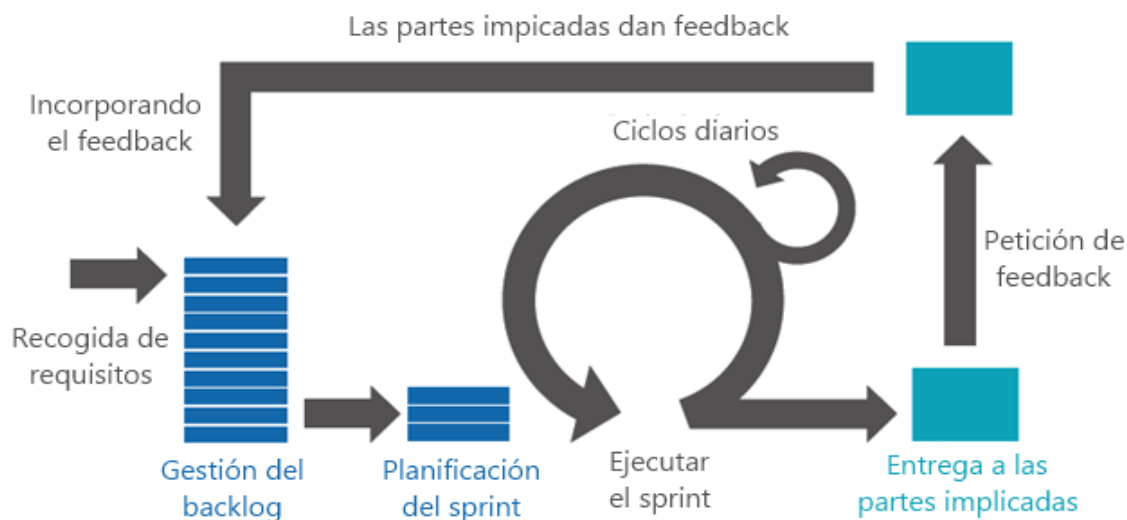 Las partes impicadas dan feedback
Incorporando
el feedback
Ciclos diarios
Petición de
feedback
Recogida de
requisitos
Gestión del
backlog
Planificación
del sprint
Ejecutar
el sprint
Entrega a las
partes implicadas